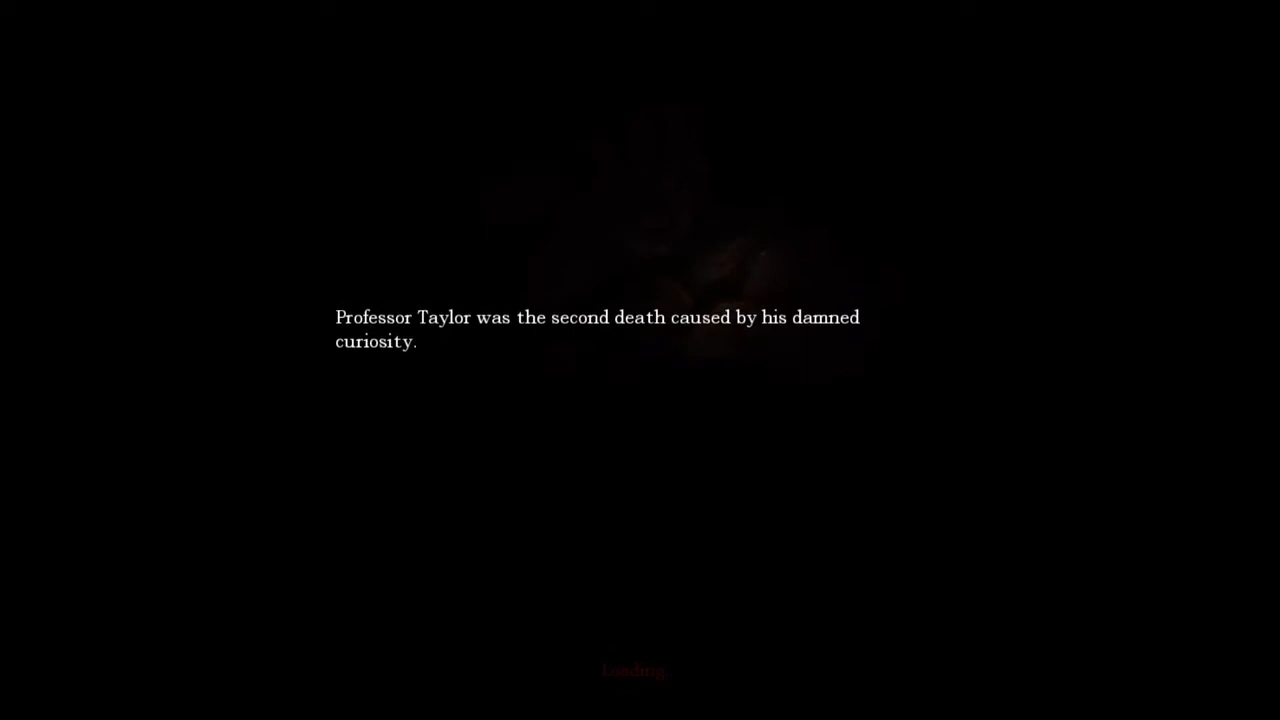 Professor Taylor was the second death caused by his damned
curiosity.
Loading.